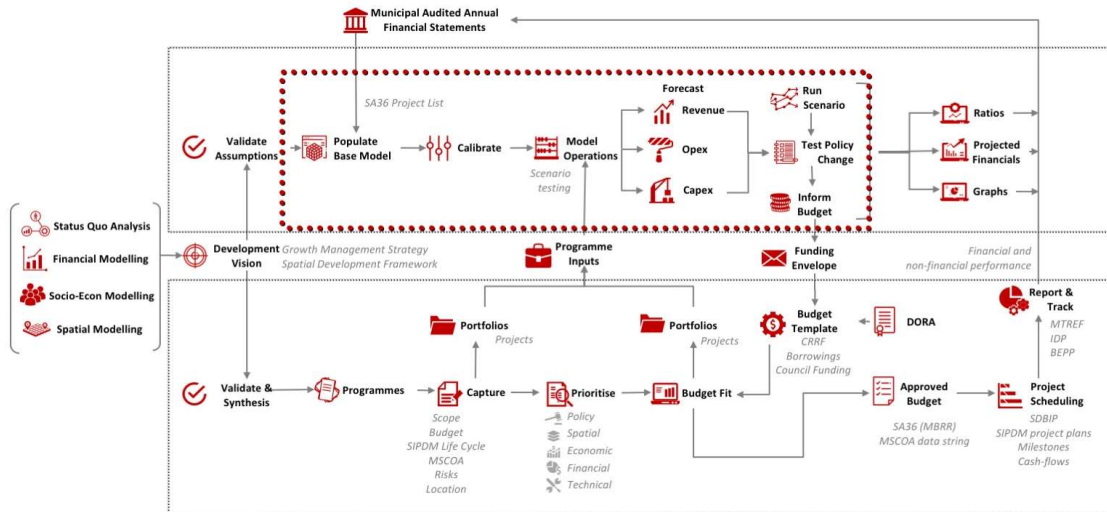 Municipal Audited Annual
Financial Statements
SA36 Project List
Validate
Assumptions
Populate
Base Model
Calibrate
Model
Operations
Scenario
testing
Forecast
Revenue
Opex
Capex
Run
Scenario
Test Policy
Change
Inform
Budget
Ratios
Projected
Financials
Graphs
Status Quo Analysis
Financial Modelling
Socio-Econ Modelling
Spatial Modelling
Development
Vision
Growth Management Strategy
Spatial Development Framework
Programme
Inputs
Funding
Envelope
Financial and
non-financial performance
Portfolios
Projects
Portfolios
Projects
Budget
Template
CRRF
Borrowings
Council Funding
DORA
Report &
Track
MTREF
IDP
BEPP
Validate &
Synthesis
Programmes
Capture
Scope
Budget
SIPDM Life Cycle
MSCOA
Risks
Location
Prioritise
Policy
Spatial
Economic
Financial
Technical
Budget Fit
Approved
Budget
SA36 (MBRR)
MSCOA data string
Project
Scheduling
SDBIP
SIPDM project plans
Milestones
Cash-flows